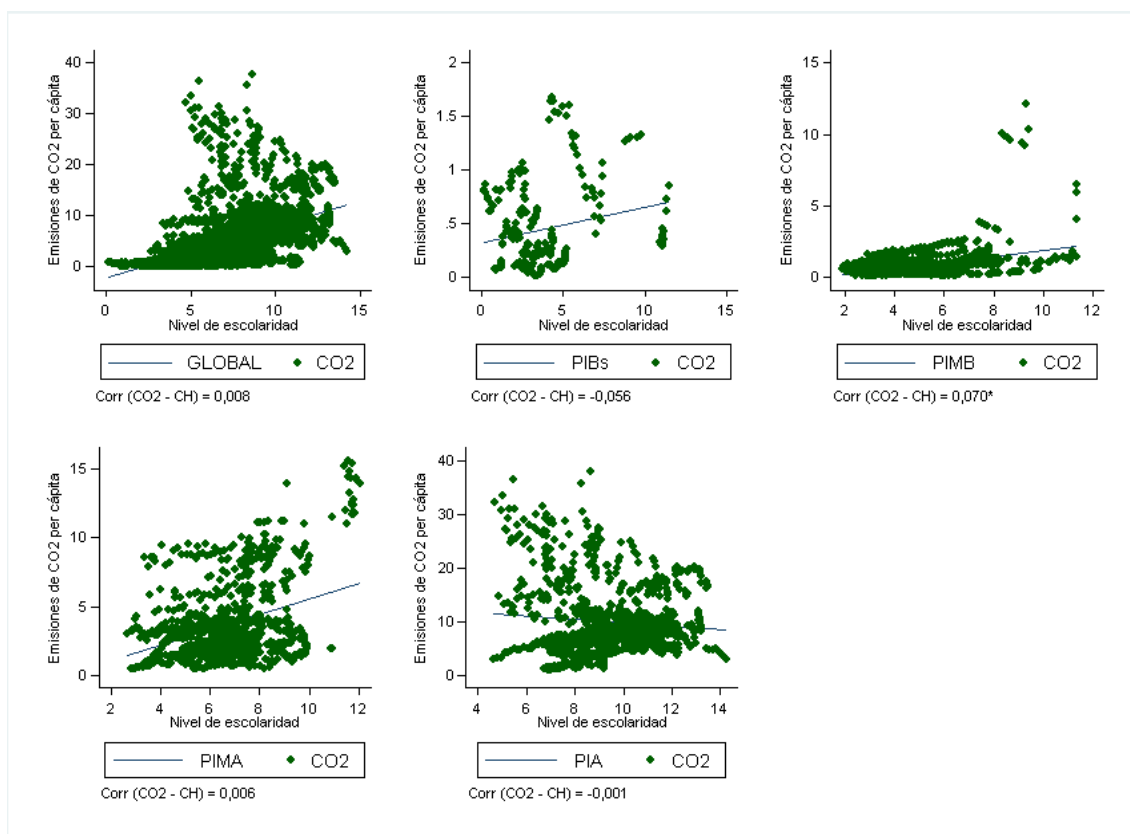 Emisiones de CO2 per cápita
40
30
20
10
0
0 5 10 15
Nivel de escolaridad
GLOBAL CO2
Corr (CO2 - CH) = 0,008
Emisiones de CO2 per cápita
2
1.5
1
.5
0
0 5 10 15
Nivel de escolaridad
PIBs CO2
Corr (CO2 - CH) = -0,056
Emisiones de CO2 per cápita
15
10
5
0
2 4 6 8 10 12
Nivel de escolaridad
PIMB CO2
Corr (CO2 - CH) = 0,070*
Emisiones de CO2 per cápita
15
10
5
0
2 4 6 8 10 12
Nivel de escolaridad
PIMA CO2
Corr (CO2 - CH) = 0,006
Emisiones de CO2 per cápita
40
30
20
10
0
4 6 8 10 12 14
Nivel de escolaridad
PIA CO2
Corr (CO2 - CH) = -0,001